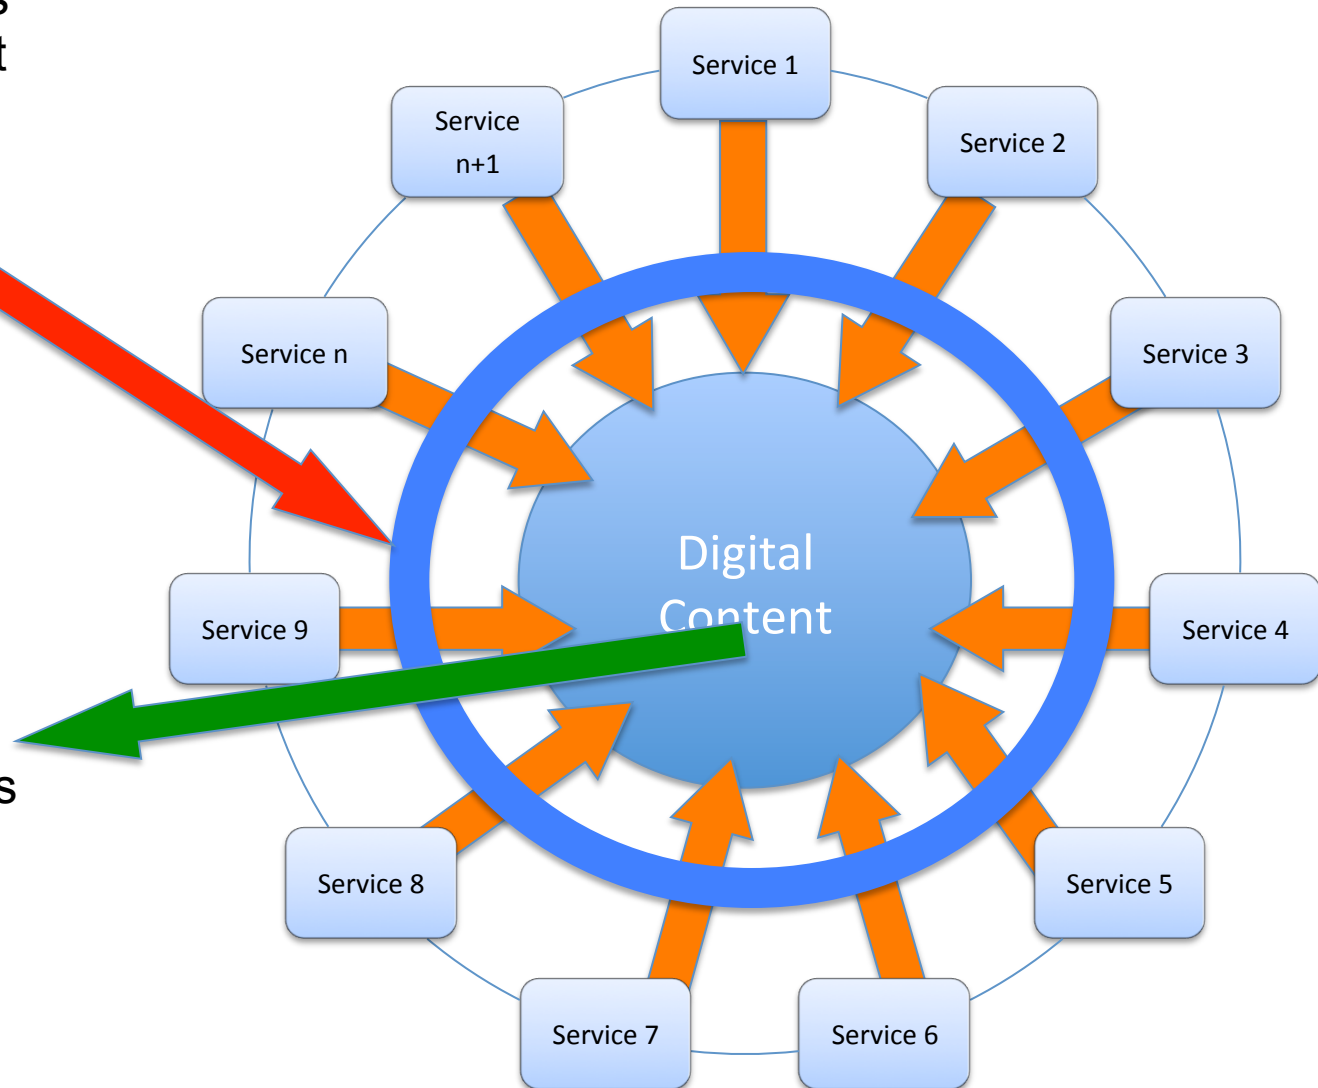 s
t
Service 1
Service 2
Service
n+1
Service n
Service 3
Digital
Content
Service 9
Service 4
s
Service 8
Service 5
Service 7
Service 6